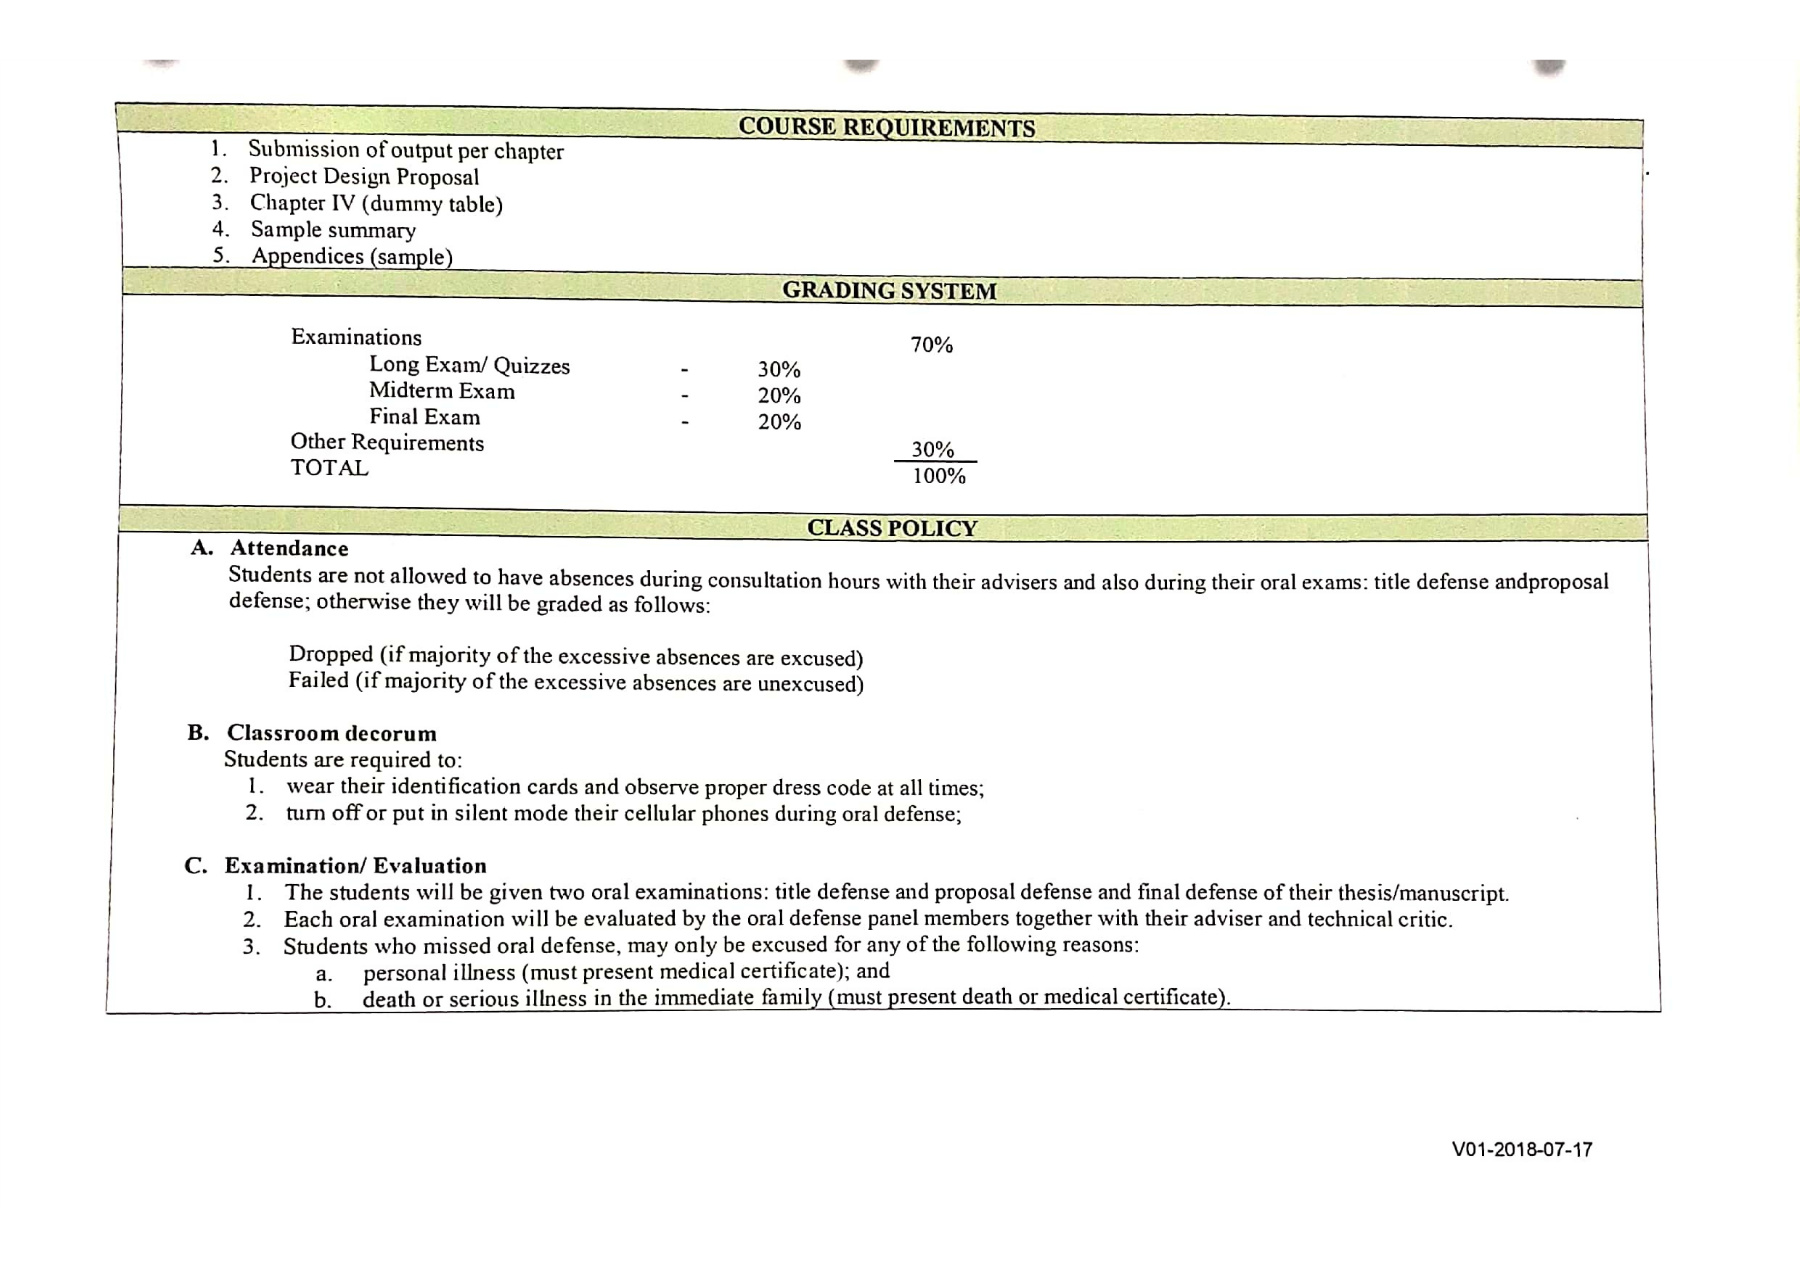 COURSE REQUIREMENTS
1. Submission of output per chapter
2. Project Design Proposal
3. Chapter IV (dummy table)
4. Sample summary
5. Appendices (sample)
GRADING SYSTEM
Examinations 70%
Long Exam/ Quizzes - 30%
Midterm Exam - 20%
Final Exam - 20%
Other Requirements 30%
TOTAL 100%
CLASS POLICY
A. Attendance
Students are not allowed to have absences during consultation hours with their advisers and also during their oral exams: title defense andproposal
defense; otherwise they will be graded as follows:
Dropped (if majority of the excessive absences are excused)
Failed (if majority of the excessive absences are unexcused)
B. Classroom decorum
Students are required to:
1. wear their identification cards and observe proper dress code at all times;
2. turn off or put in silent mode their cellular phones during oral defense;
C. Examination/ Evaluation
1. The students will be given two oral examinations: title defense and proposal defense and final defense of their thesis/manuscript.
2. Each oral examination will be evaluated by the oral defense panel members together with their adviser and technical critic.
3. Students who missed oral defense, may only be excused for any of the following reasons:
a. personal illness (must present medical certificate); and
b. death or serious illness in the immediate family (must present death or medical certificate).
V01-2018-07-17